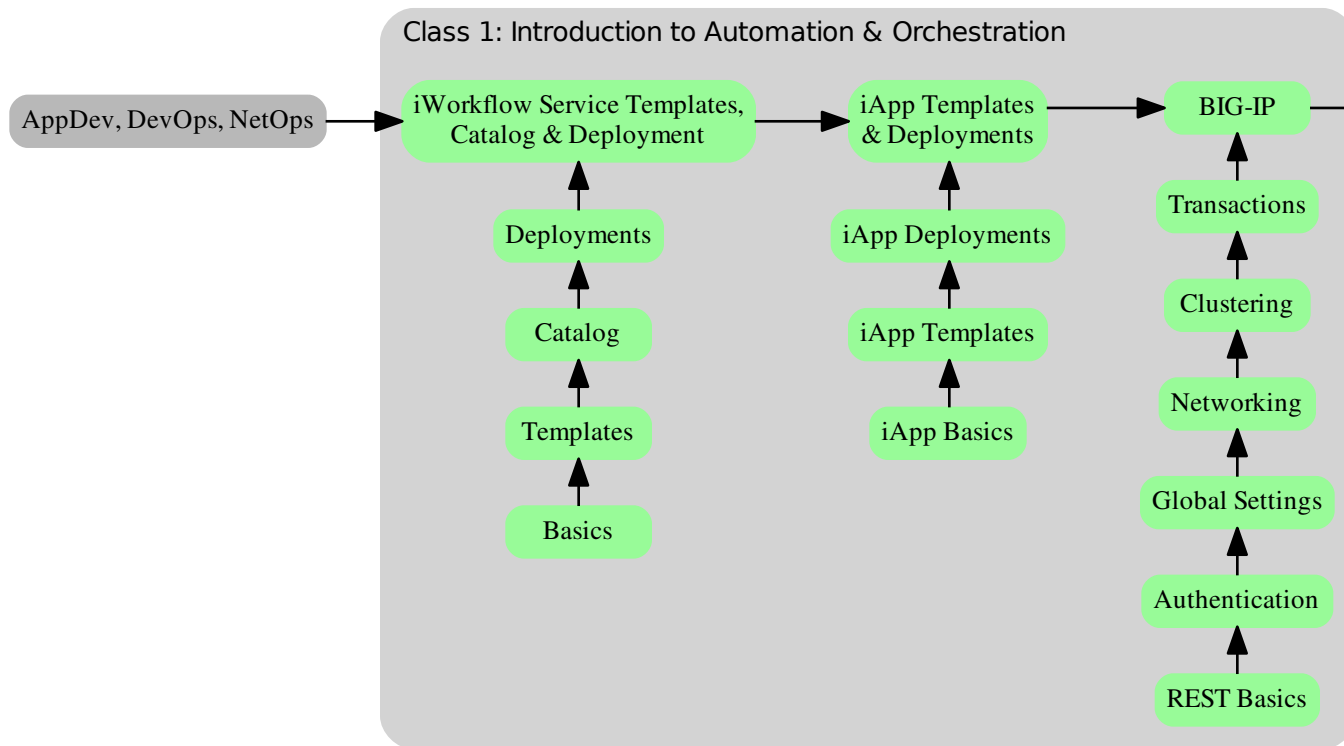 Class 1: Introduction to Automation & Orchestration
AppDev, DevOps, NetOps
iWorkflow Service Templates,
Catalog & Deployment
Deployments
Catalog
Templates
Basics
iApp Templates
& Deployments
iApp Deployments
iApp Templates
iApp Basics
BIG-IP
Transactions
Clustering
Networking
Global Settings
Authentication
REST Basics